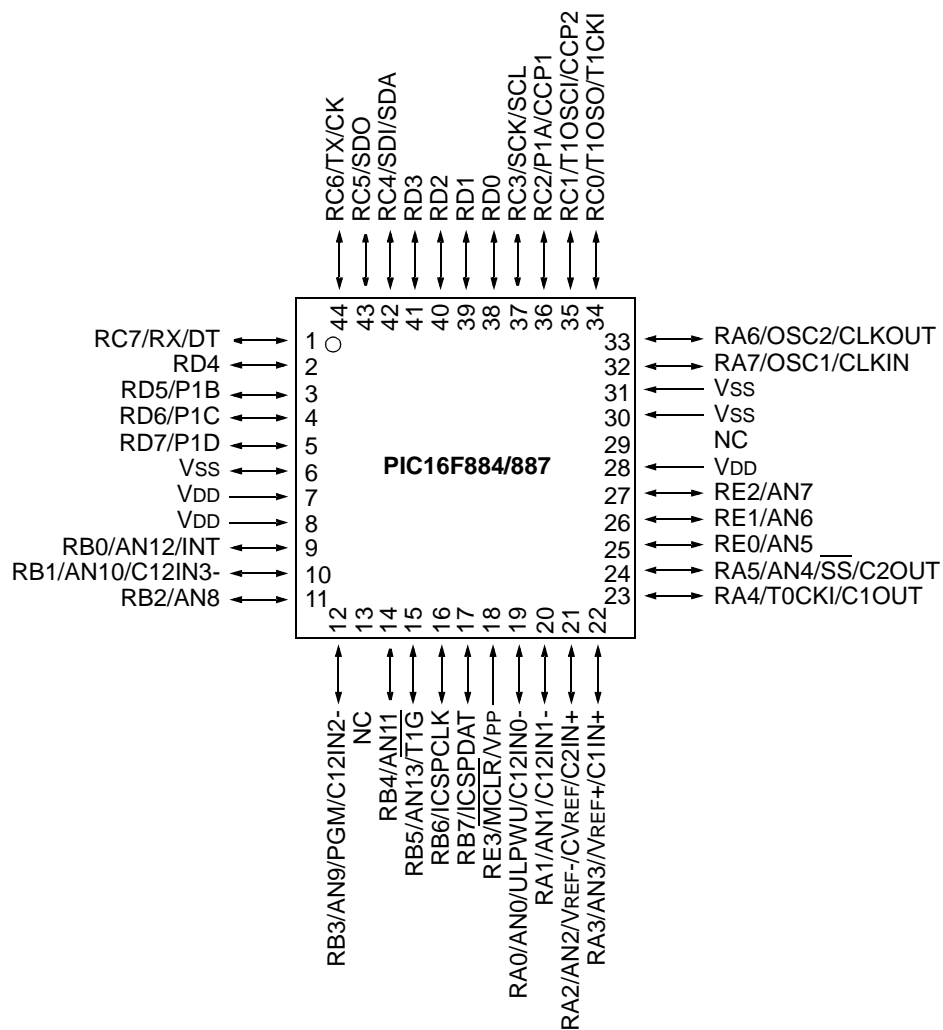 RC6/TX/CK
RC5/SDO
RC4/SDI/SDA
RD3
RD2
RD1
RD0
RC3/SCK/SCL
RC2/P1A/CCP1
RC1/T1OSCI/CCP2
RC0/T1OSO/T1CKI
44
43
42
41
40
39
38
37
36
35
34
RC7/RX/DT 1
RD4 2
RD5/P1B 3
RD6/P1C 4
RD7/P1D 5
VSS 6
VDD 7
VDD 8
RB0/AN12/INT 9
RB1/AN10/C12IN3- 10
RB2/AN8 11
PIC16F884/887
33 RA6/OSC2/CLKOUT
32 RA7/OSC1/CLKIN
31 VSS
30 VSS
29 NC
28 VDD
27 RE2/AN7
26 RE1/AN6
25 RE0/AN5
24 RA5/AN4/SS/C2OUT
23 RA4/T0CKI/C1OUT
12
13
14
15
16
17
18
19
20
21
22
RB3/AN9/PGM/C12IN2-
NC
RB4/AN11
RB5/AN13/T1G
RB6/ICSPCLK
RB7/ICSPDAT
RE3/MCLR/VPP
RA0/AN0/ULPWU/C12IN0-
RA1/AN1/C12IN1-
RA2/AN2/VREF-/CVREF/C2IN+
RA3/AN3//VREF+/C1IN+